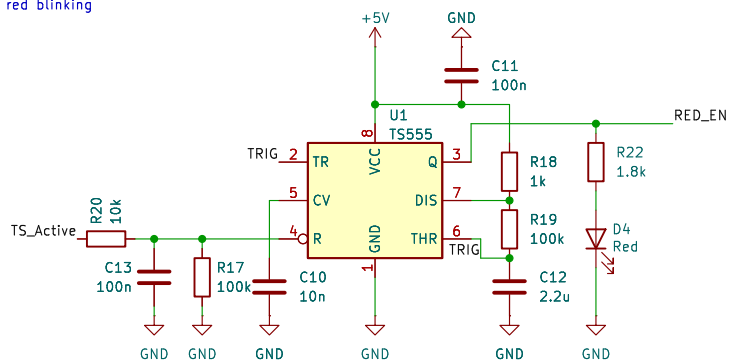 red blinking
+5V
GND
C11
100n
U1
TS555
RED_EN
TRIG
2
TR
8
VCC
Q
3
R18
1k
R22
1.8k
5
CV
DIS
7
R20
10k
TS_Active
4
R
GND
1
THR
6
TRIG
R19
100k
D4
Red
C13
100n
R17
100k
C10
10n
C12
2.2u
GND
GND
GND
GND
GND
GND